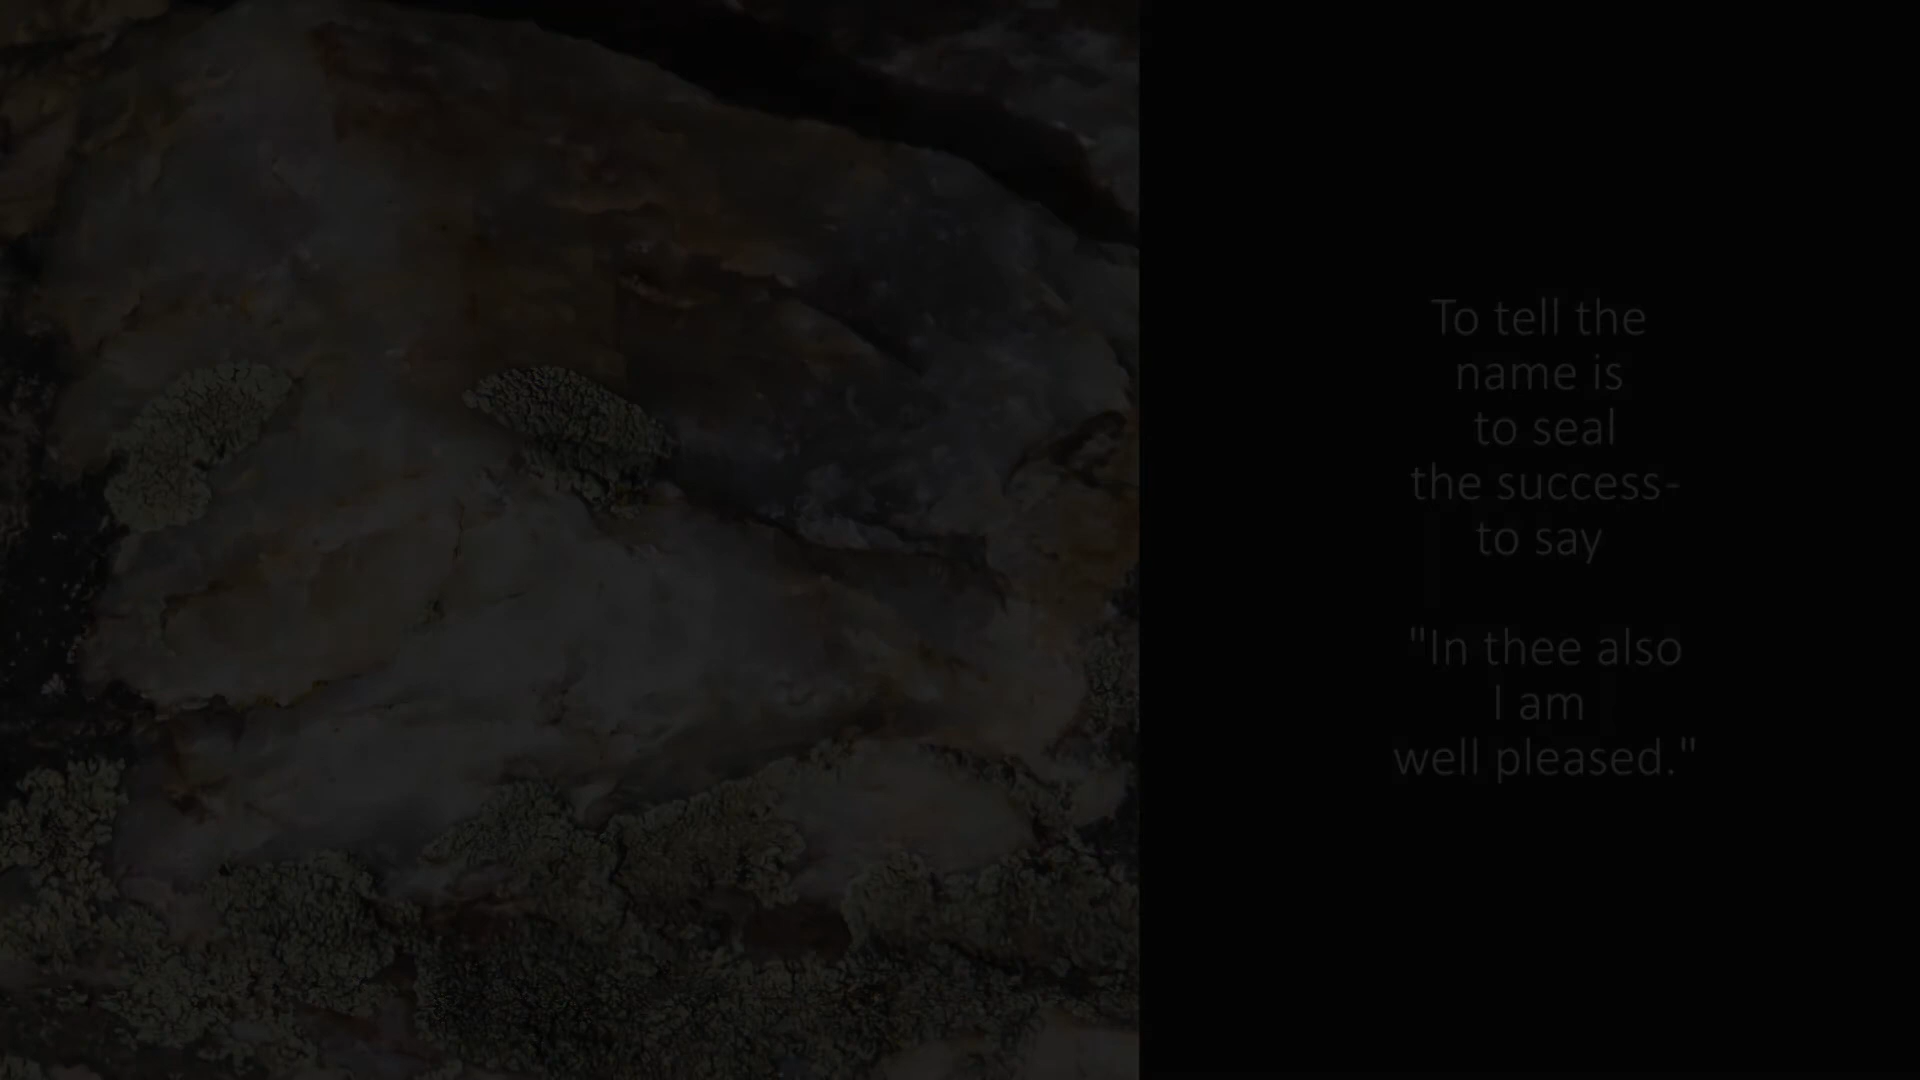 To tell the
name is
to seal
the success-
to say
"In thee also
I am
well pleased."